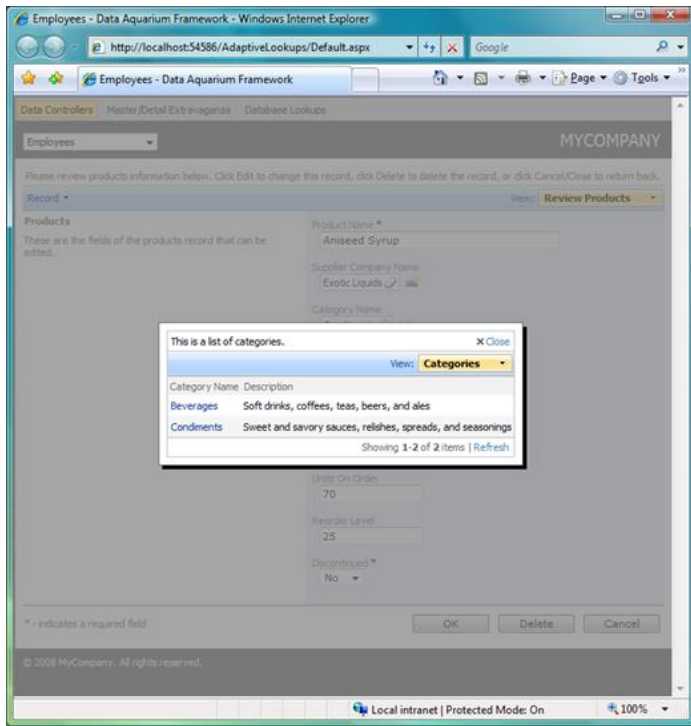 Employees - Data Aquarium Framework - Windows Internet Explorer
http://localhost:54586/AdaptiveLookups/Default.aspx
Google
Employees - Data Aquarium Framework
Page
Tools
Data Controllers Master/Detail Extravaganza Database Lookups
Employees
MYCOMPANY
Please review products information below. Click Edit to change this record, click Delete to delete the record, or click Cancel/Close to return back.
Record View: Review Products
Products
These are the fields of the products record that can be
edited.
Product Name *
Aniseed Syrup
Supplier Company Name
Exotic Liquids
Category Name
This is a list of categories. Close
View: Categories
Category Name Description
Beverages Soft drinks, coffees, teas, beers, and ales
Condiments Sweet and savory sauces, relishes, spreads, and seasonings
Showing 1-2 of 2 items | Refresh
Units On Order
70
Reorder Level
25
Discontinued *
No
* - indicates a required field
OK Delete Cancel
© 2008 MyCompany. All rights reserved.
Local intranet | Protected Mode: On 100%